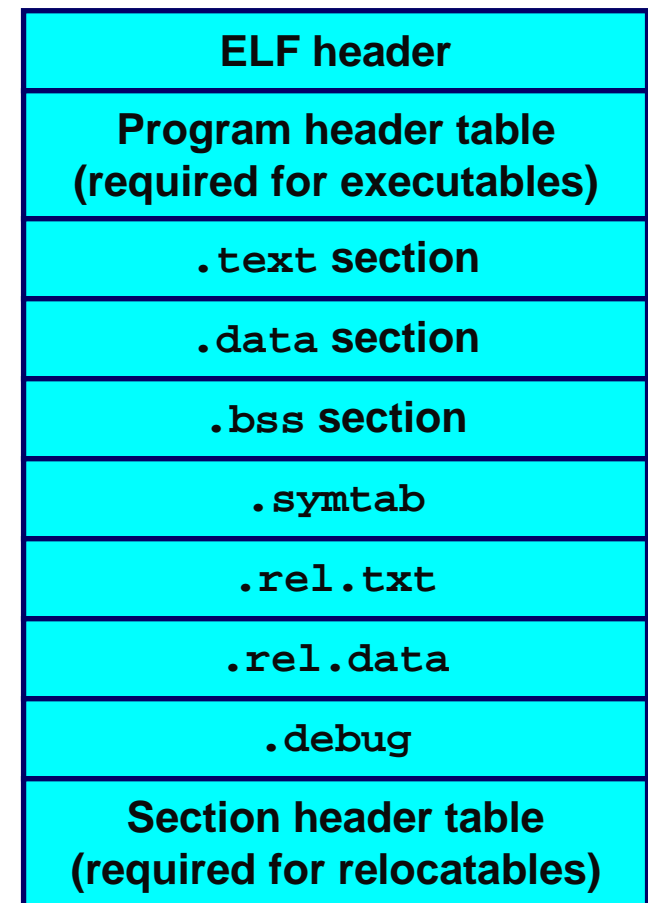 ELF header
Program header table
(required for executables)
.text section
.data section
.bss section
.symtab
.rel.txt
.rel.data
.debug
Section header table
(required for relocatables)